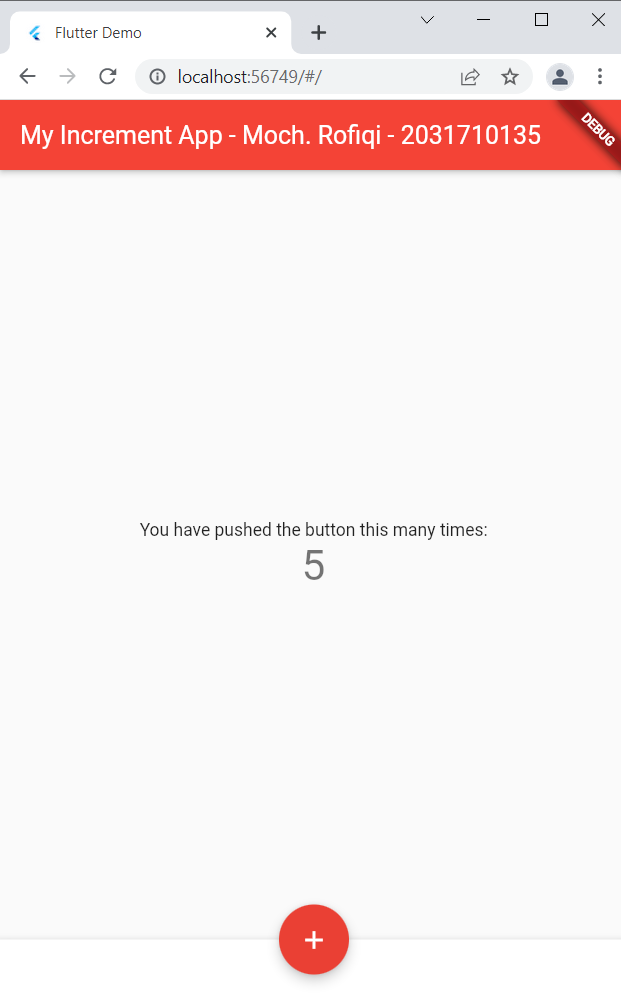 Flutter Demo
localhost:56749/#/
My Increment App - Moch. Rofiqi - 2031710135
DEBUG
You have pushed the button this many times:
5